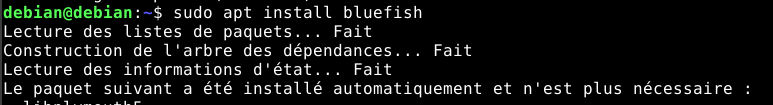 debian@debian:~$ sudo apt install bluefish
Lecture des listes de paquets... Fait
Construction de l'arbre des dépendances... Fait
Lecture des informations d'état... Fait
Le paquet suivant a été installé automatiquement et n'est plus nécessaire :